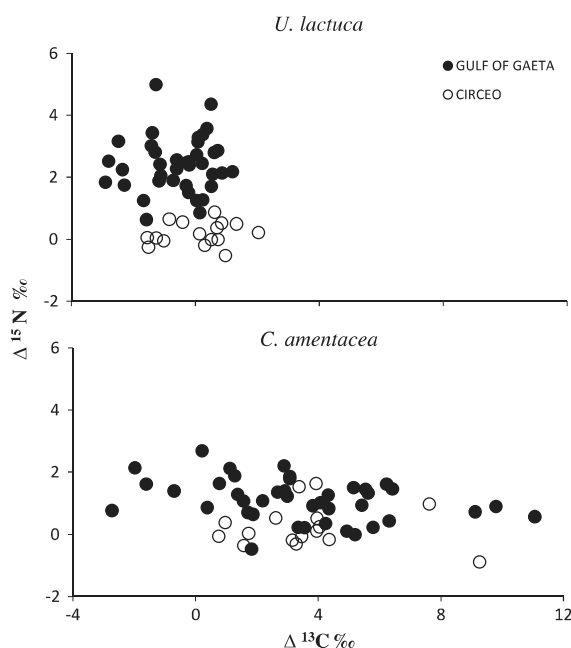 U. lactuca
6
4
2
0
-2
GULF OF GAETA
CIRCEO
Δ ¹⁵ N ‰
C. amentacea
6
4
2
0
-2
-4 0 4 8 12
Δ ¹³C ‰